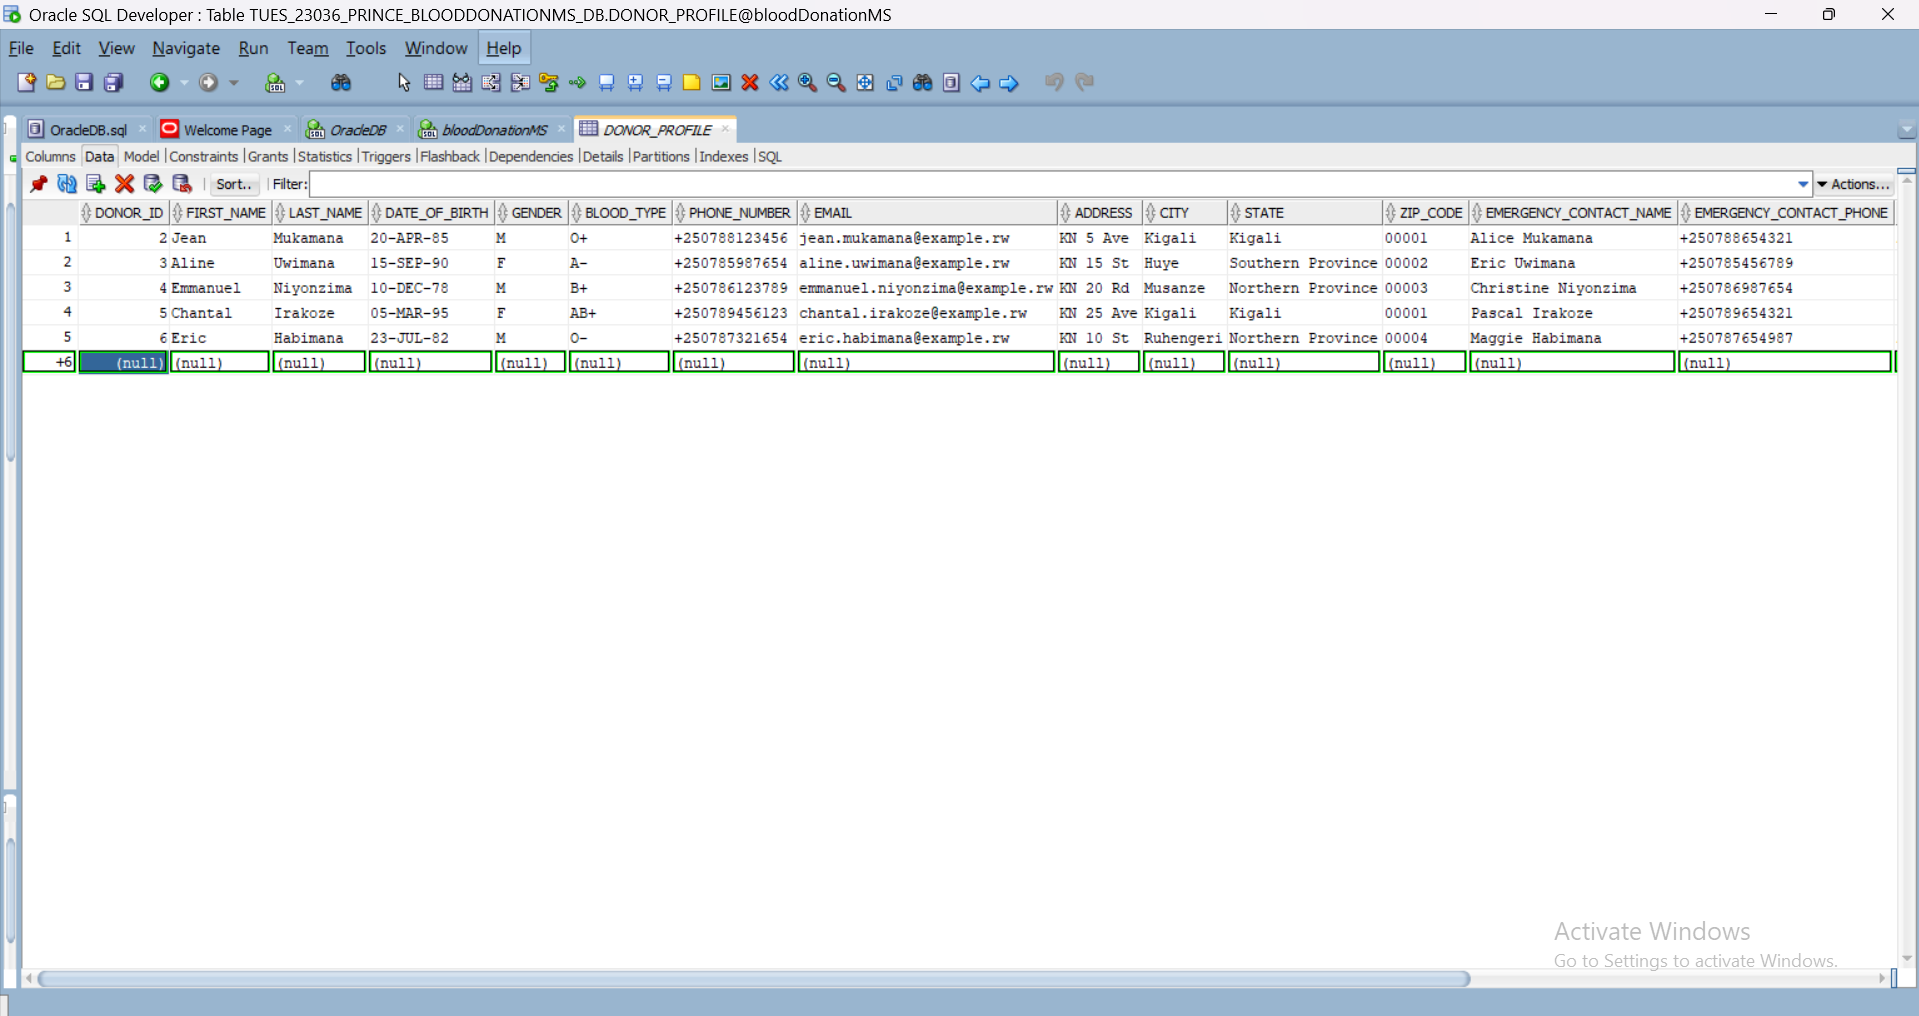 Oracle SQL Developer : Table TUES_23036_PRINCE_BLOODDONATIONMS_DB.DONOR_PROFILE@bloodDonationMS
File Edit View Navigate Run Team Tools Window Help
OracleDB.sql Welcome Page OracleDB bloodDonationMS DONOR_PROFILE
Columns Data Model Constraints Grants Statistics Triggers Flashback Dependencies Details Partitions Indexes SQL
Sort.. Filter: Actions...
DONOR_ID FIRST_NAME LAST_NAME DATE_OF_BIRTH GENDER BLOOD_TYPE PHONE_NUMBER EMAIL ADDRESS CITY STATE ZIP_CODE EMERGENCY_CONTACT_NAME EMERGENCY_CONTACT_PHONE
1 2 Jean Mukamana 20-APR-85 M O+ +250788123456 jean.mukamana@example.rw KN 5 Ave Kigali Kigali 00001 Alice Mukamana +250788654321
2 3 Aline Uwimana 15-SEP-90 F A- +250785987654 aline.uwimana@example.rw KN 15 St Huye Southern Province 00002 Eric Uwimana +250785456789
3 4 Emmanuel Niyonzima 10-DEC-78 M B+ +250786123789 emmanuel.niyonzima@example.rw KN 20 Rd Musanze Northern Province 00003 Christine Niyonzima +250786987654
4 5 Chantal Irakoze 05-MAR-95 F AB+ +250789456123 chantal.irakoze@example.rw KN 25 Ave Kigali Kigali 00001 Pascal Irakoze +250789654321
5 6 Eric Habimana 23-JUL-82 M O- +250787321654 eric.habimana@example.rw KN 10 St Ruhengeri Northern Province 00004 Maggie Habimana +250787654987
+6 (null) (null) (null) (null) (null) (null) (null) (null) (null) (null) (null) (null) (null) (null)
Activate Windows
Go to Settings to activate Windows.